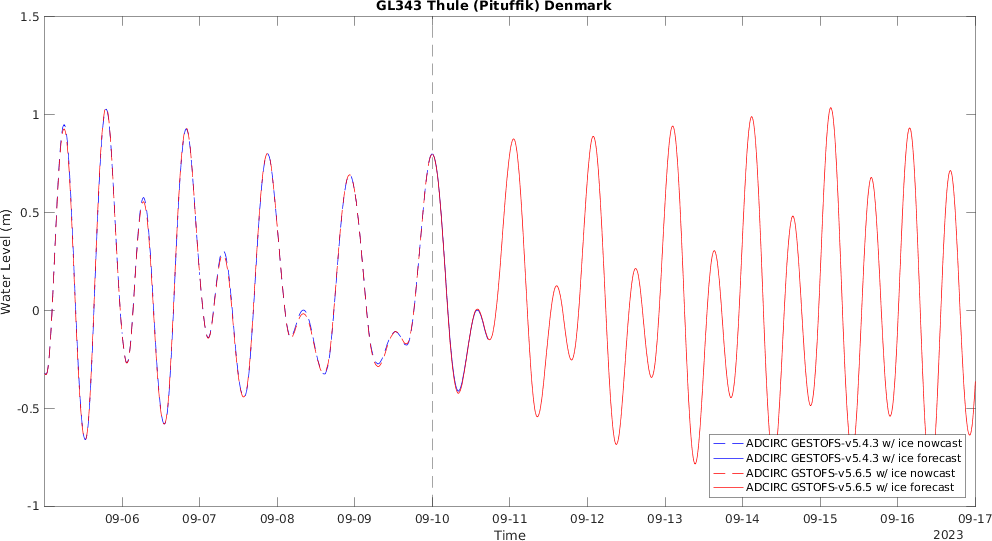 GL343 Thule (Pituffik) Denmark
1.5
1
0.5
0
-0.5
-1
Water Level (m)
09-06 09-07 09-08 09-09 09-10 09-11 09-12 09-13 09-14 09-15 09-16 09-17
Time
2023
ADCIRC GESTOFS-v5.4.3 w/ ice nowcast
ADCIRC GESTOFS-v5.4.3 w/ ice forecast
ADCIRC GSTOFS-v5.6.5 w/ ice nowcast
ADCIRC GSTOFS-v5.6.5 w/ ice forecast